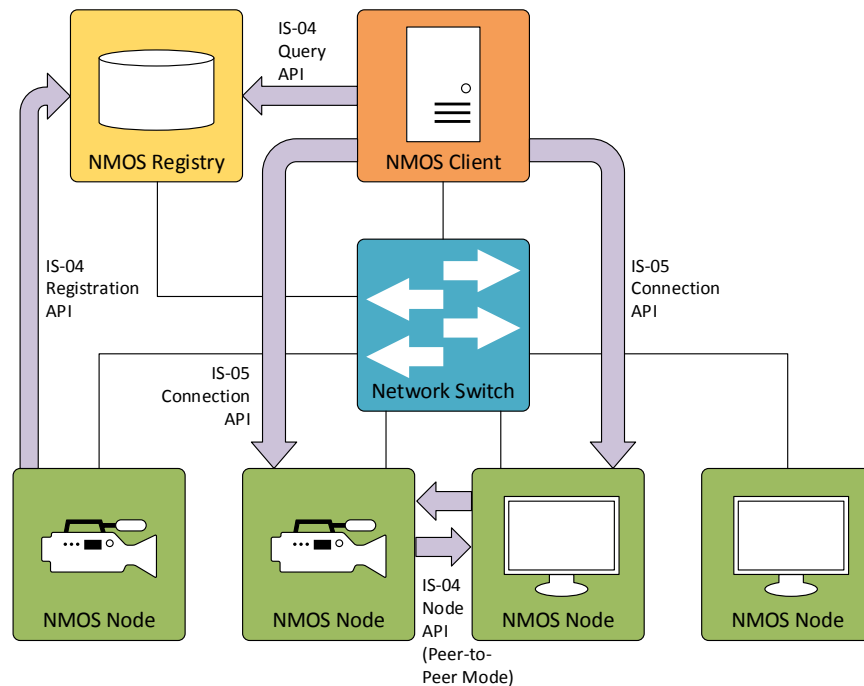 IS-04
Query
API
NMOS Registry
NMOS Client
IS-04
Registration
API
IS-05
Connection
API
IS-05
Connection
API
Network Switch
NMOS Node
NMOS Node
IS-04
Node
API
(Peer-to-
Peer Mode)
NMOS Node
NMOS Node